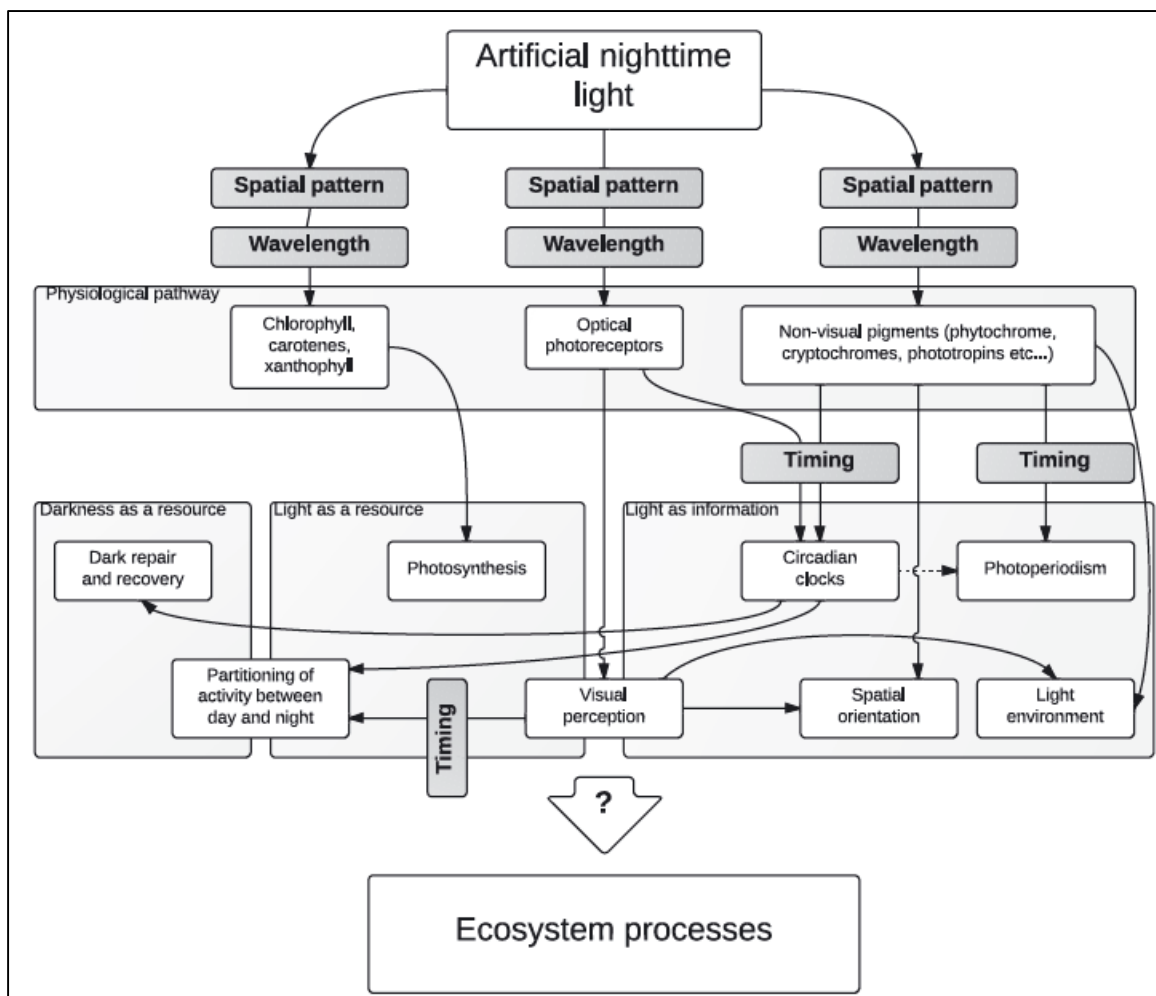 Artificial nighttime
light
Spatial pattern
Spatial pattern
Spatial pattern
Wavelength
Wavelength
Wavelength
Physiological pathway
Chlorophyll,
carotenes,
xanthophyll
Optical
photoreceptors
Non-visual pigments (phytochrome,
cryptochromes, phototropins etc...)
Timing
Timing
Darkness as a resource
Light as a resource
Light as information
Dark repair
and recovery
Photosynthesis
Circadian
clocks
Photoperiodism
Partitioning of
activity between
day and night
Timing
Visual
perception
Spatial
orientation
Light
environment
?
Ecosystem processes